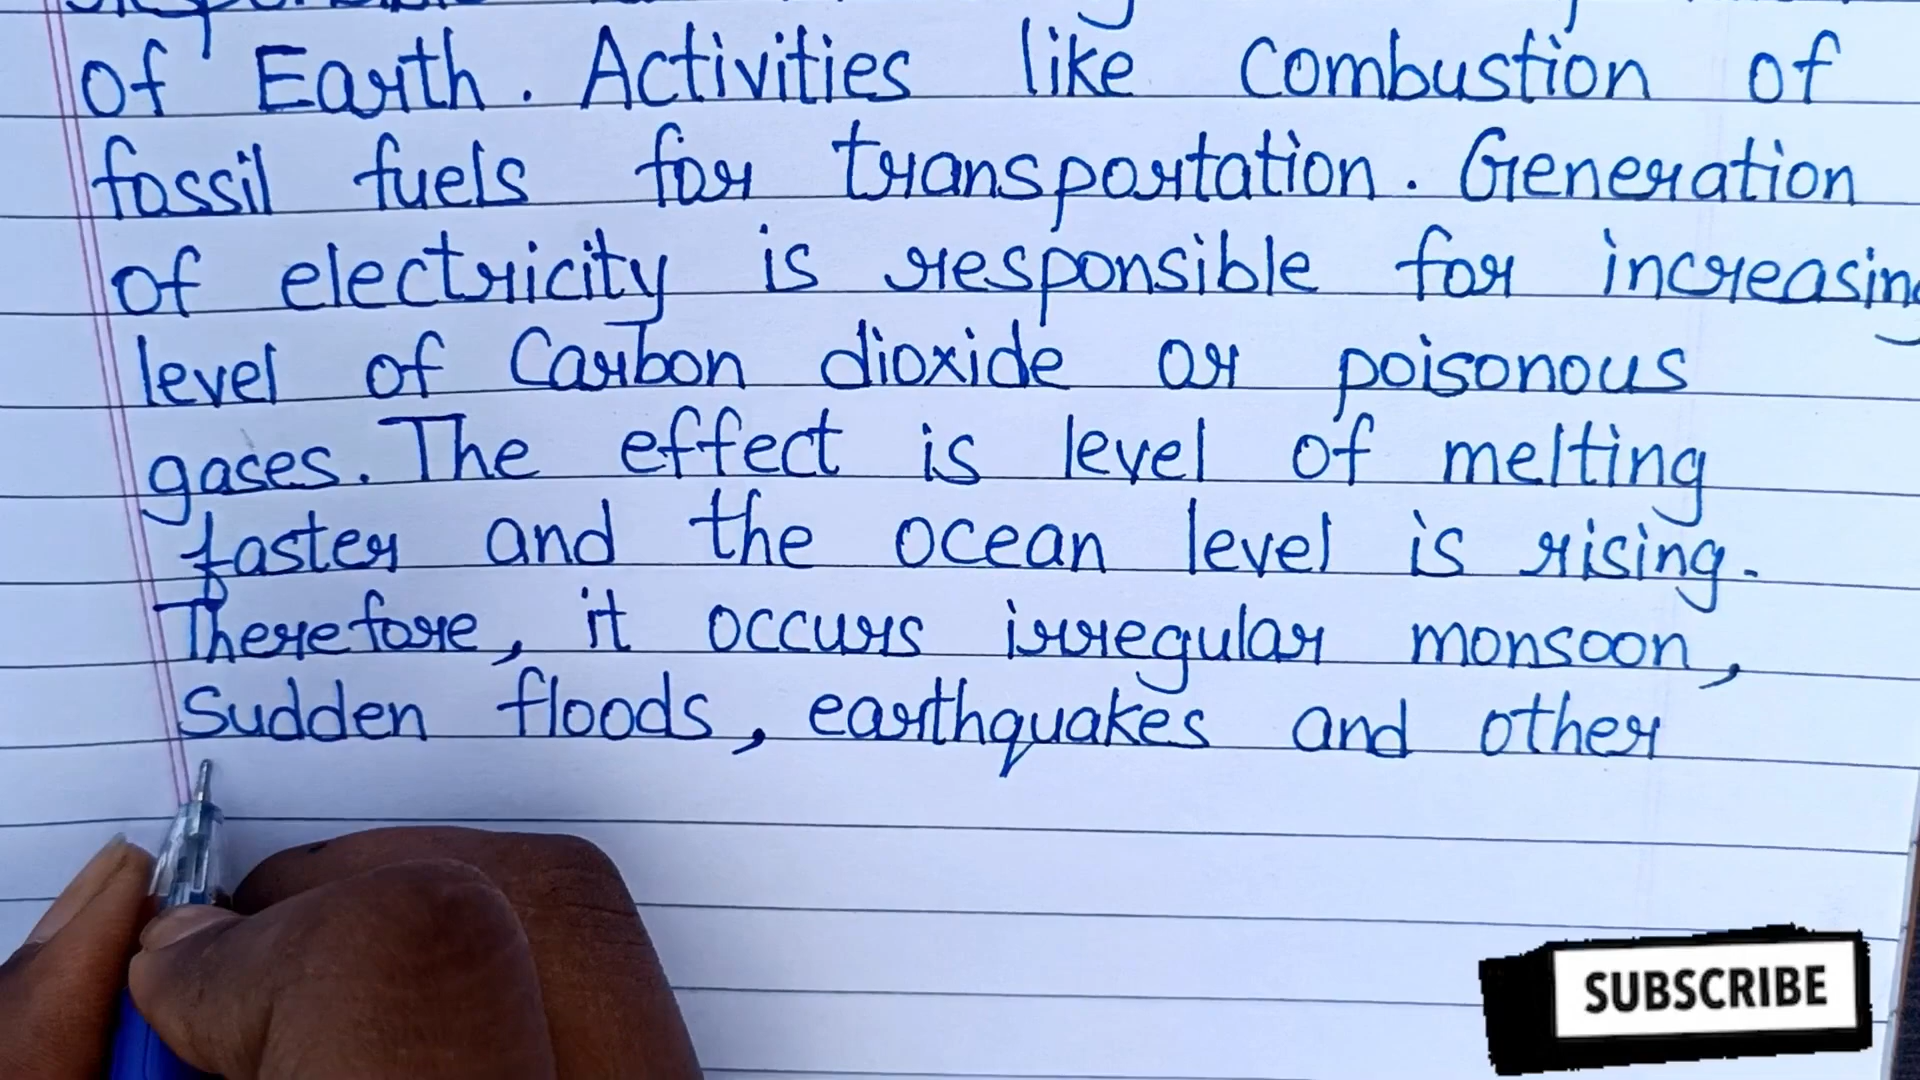 of Earth. Activities like combustion of
fossil fuels for transportation. Generation
of electricity is responsible for increasing
level of Carbon dioxide or poisonous
gases. The effect is level of melting
faster and the ocean level is rising.
Therefore, it occurs irregular monsoon,
Sudden floods, earthquakes and other
SUBSCRIBE